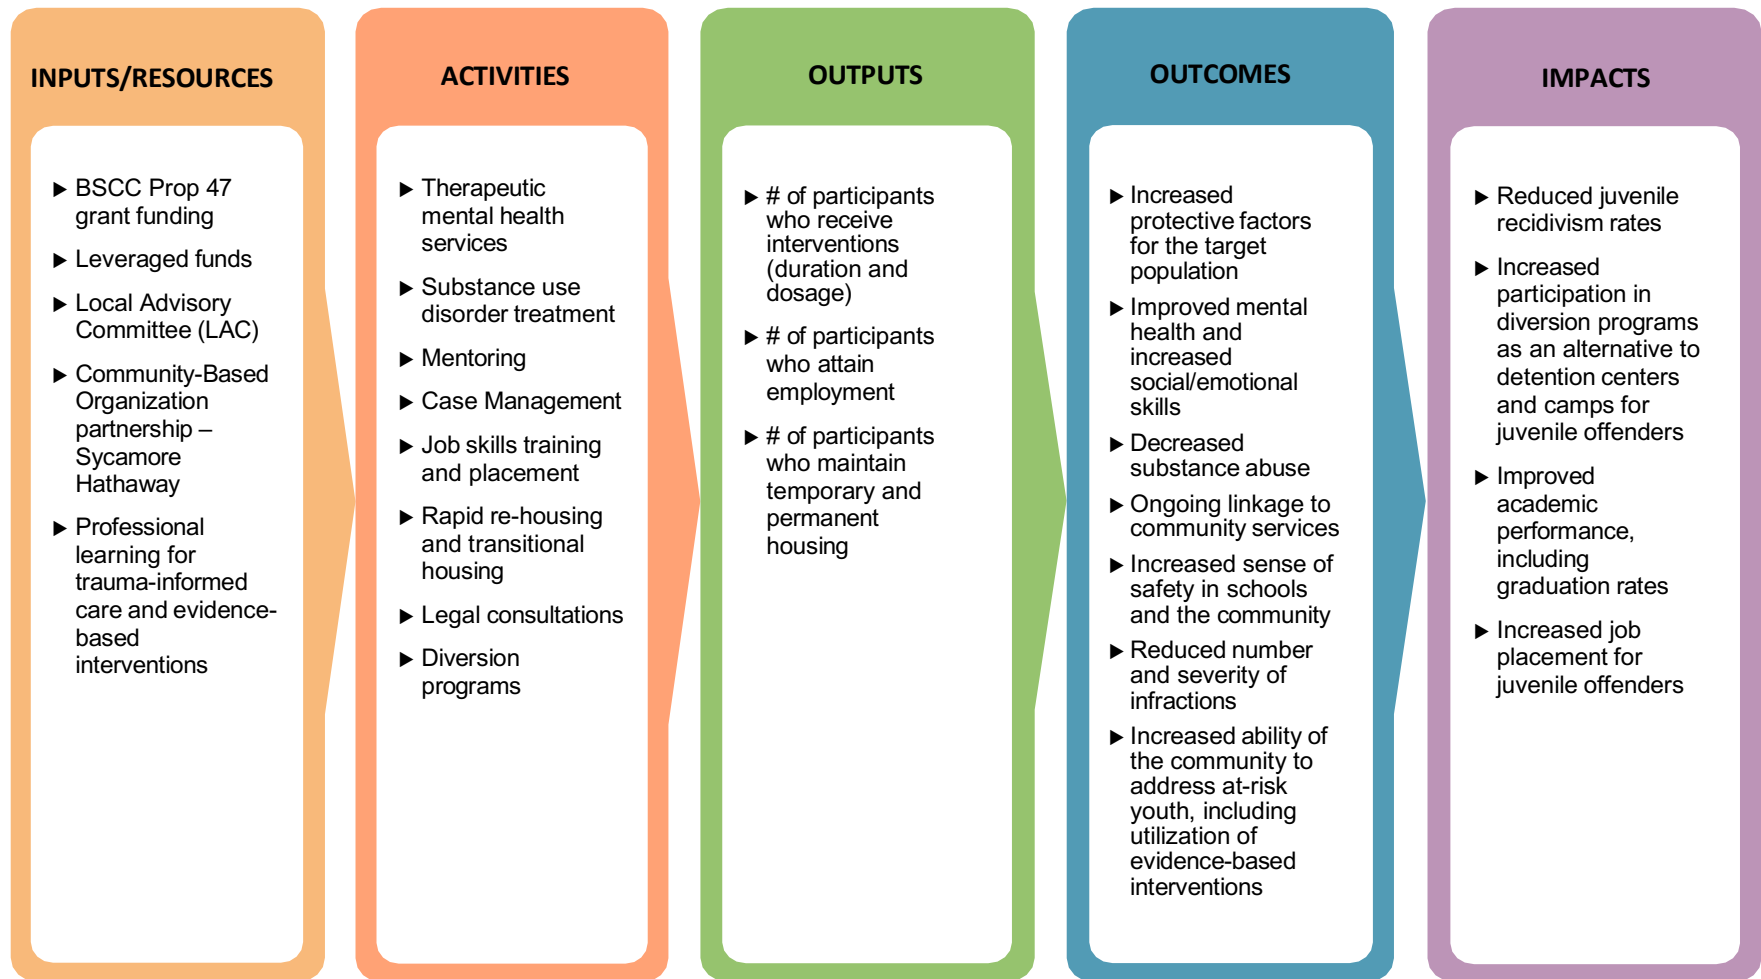 INPUTS/RESOURCES
► BSCC Prop 47
grant funding
► Leveraged funds
► Local Advisory
Committee (LAC)
► Community-Based
Organization
partnership –
Sycamore
Hathaway
► Professional
learning for
trauma-informed
care and evidence-
based
interventions
ACTIVITIES
► Therapeutic
mental health
services
► Substance use
disorder treatment
► Mentoring
► Case Management
► Job skills training
and placement
► Rapid re-housing
and transitional
housing
► Legal consultations
► Diversion
programs
OUTPUTS
► # of participants
who receive
interventions
(duration and
dosage)
► # of participants
who attain
employment
► # of participants
who maintain
temporary and
permanent
housing
OUTCOMES
► Increased
protective factors
for the target
population
► Improved mental
health and
increased
social/emotional
skills
► Decreased
substance abuse
► Ongoing linkage to
community services
► Increased sense of
safety in schools
and the community
► Reduced number
and severity of
infractions
► Increased ability of
the community to
address at-risk
youth, including
utilization of
evidence-based
interventions
IMPACTS
► Reduced juvenile
recidivism rates
► Increased
participation in
diversion programs
as an alternative to
detention centers
and camps for
juvenile offenders
► Improved
academic
performance,
including
graduation rates
► Increased job
placement for
juvenile offenders